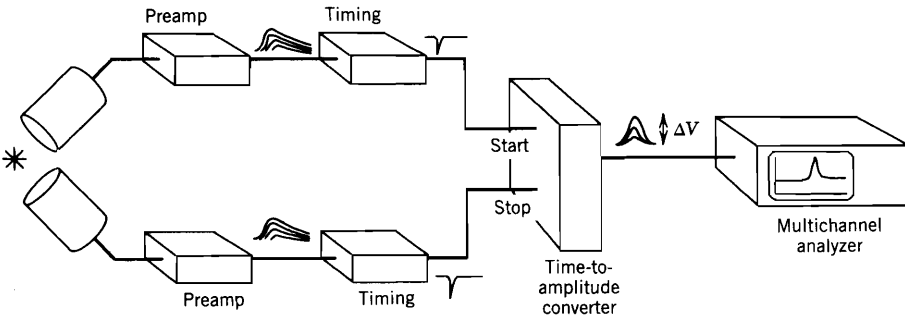 Preamp
Timing
Start
ΔV
Stop
Multichannel
analyzer
Time-to-
amplitude
converter
Preamp
Timing